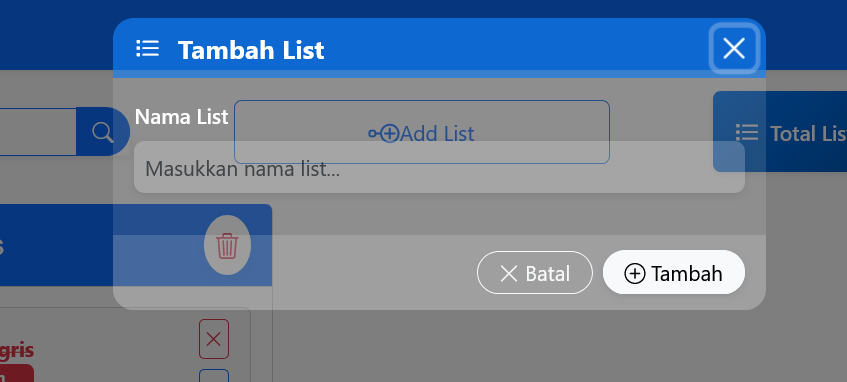 Tambah List
Nama List
Add List
Total Lis
Masukkan nama list...
s
Batal
Tambah
gris